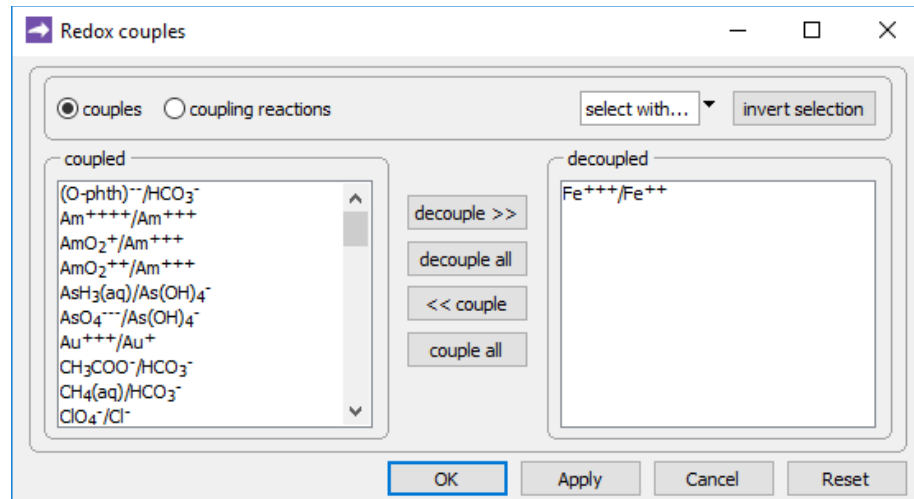 Redox couples
couples coupling reactions select with... invert selection
coupled
(O-phth)⁻⁻/HCO₃⁻
Am⁺⁺⁺⁺/Am⁺⁺⁺
AmO₂⁺/Am⁺⁺⁺
AmO₂⁺⁺/Am⁺⁺⁺
AsH₃(aq)/As(OH)₄⁻
AsO₄⁻⁻⁻/As(OH)₄⁻
Au⁺⁺⁺/Au⁺
CH₃COO⁻/HCO₃⁻
CH₄(aq)/HCO₃⁻
ClO₄⁻/Cl⁻
decouple >>
decouple all
<< couple
couple all
decoupled
Fe⁺⁺⁺/Fe⁺⁺
OK Apply Cancel Reset